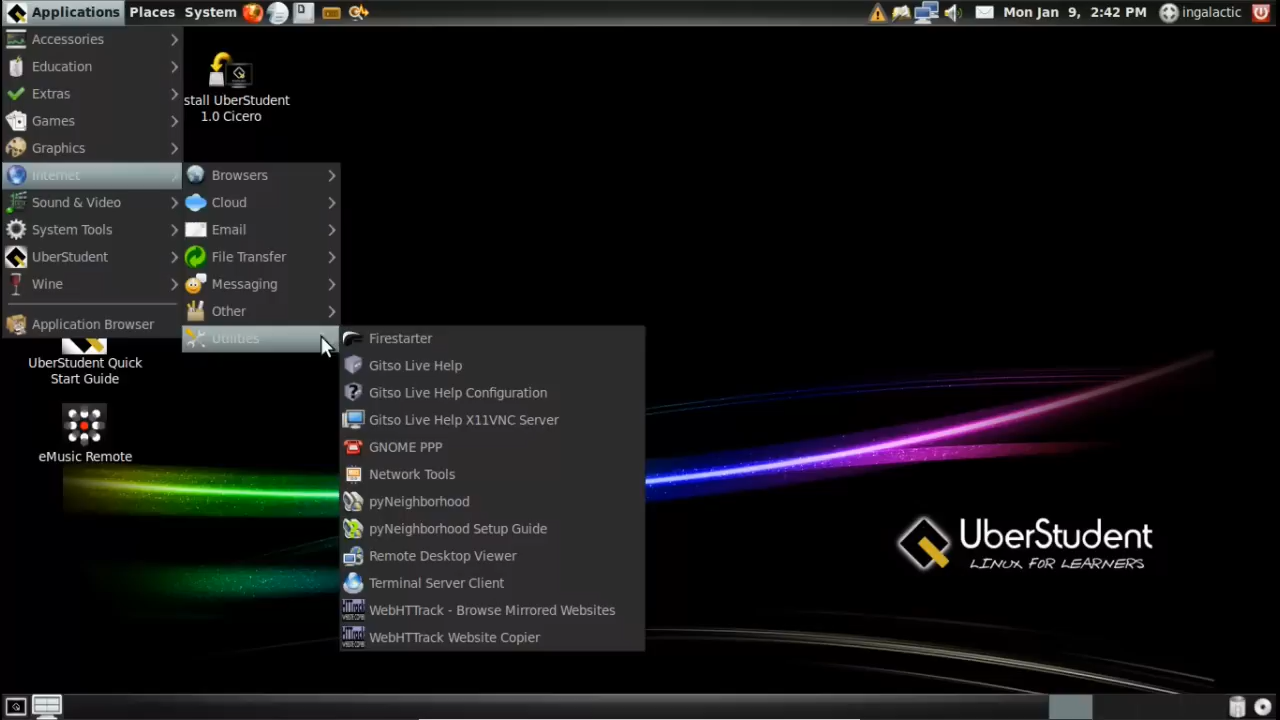 Applications Places System
Mon Jan 9, 2:42 PM
ingalactic
Accessories
Education
Extras
Games
Graphics
Internet
Sound & Video
System Tools
UberStudent
Wine
Application Browser
Browsers
Cloud
Email
File Transfer
Messaging
Other
Utilities
Firestarter
Gitso Live Help
Gitso Live Help Configuration
Gitso Live Help X11VNC Server
GNOME PPP
Network Tools
pyNeighborhood
pyNeighborhood Setup Guide
Remote Desktop Viewer
Terminal Server Client
WebHTTrack - Browse Mirrored Websites
WebHTTrack Website Copier
stall UberStudent
1.0 Cicero
UberStudent Quick
Start Guide
eMusic Remote
UberStudent
LINUX FOR LEARNERS